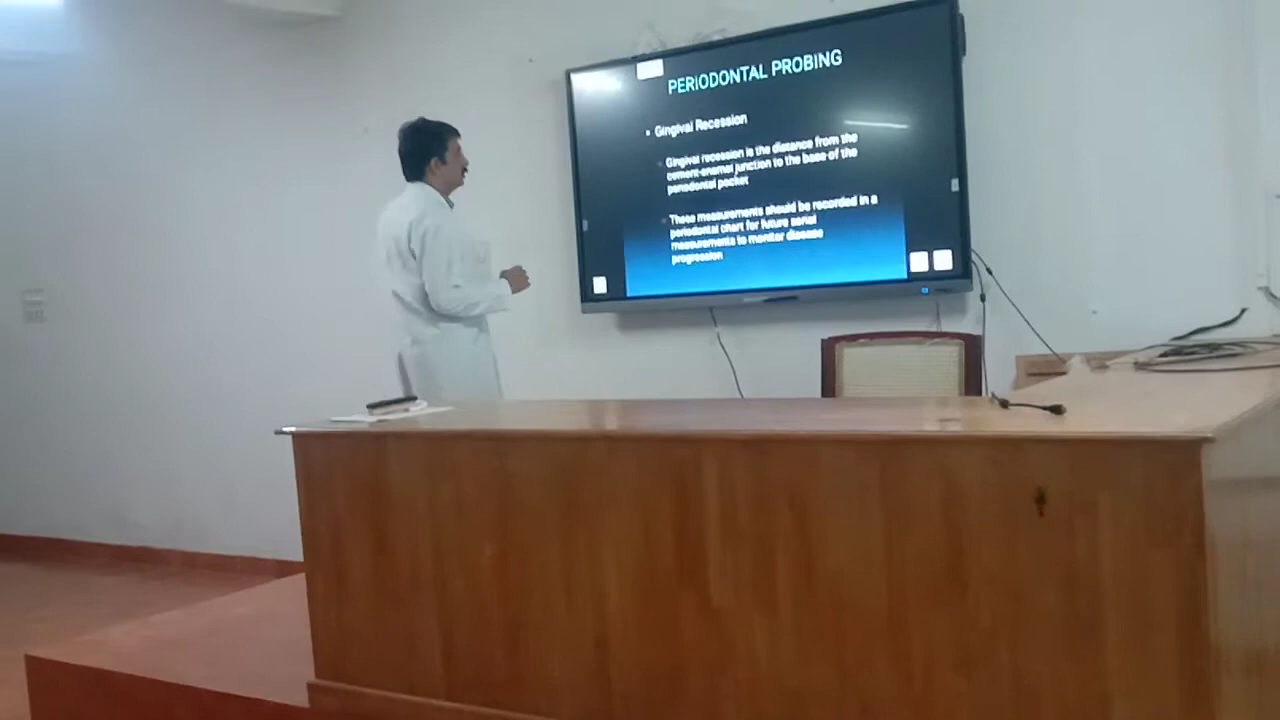 PERIODONTAL PROBING
Gingival Recession
Gingival recession is the distance from the
cement-enamel junction to the base of the
periodontal pocket
These measurements should be recorded in a
periodontal chart for future serial
measurements to monitor disease
progression